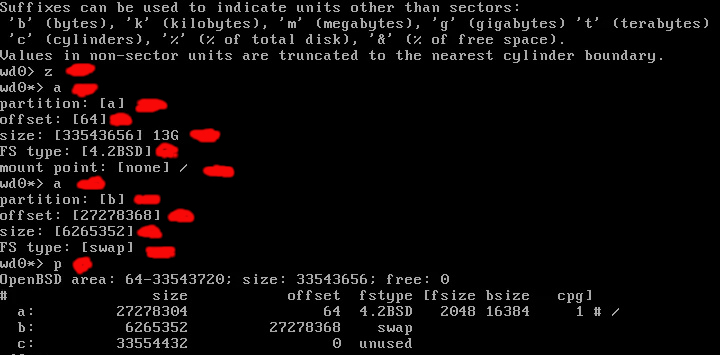 Suffixes can be used to indicate units other than sectors:
'b' (bytes), 'k' (kilobytes), 'm' (megabytes), 'g' (gigabytes) 't' (terabytes)
'c' (cylinders), '%' (% of total disk), '&' (% of free space).
Values in non-sector units are truncated to the nearest cylinder boundary.
wd0> z
wd0*> a
partition: [a]
offset: [64]
size: [33543656] 13G
FS type: [4.2BSD]
mount point: [none] /
wd0*> a
partition: [b]
offset: [27278368]
size: [6265352]
FS type: [swap]
wd0*> p
OpenBSD area: 64-33543720; size: 33543656; free: 0
# size offset fstype [fsize bsize cpg]
a: 27278304 64 4.2BSD 2048 16384 1 # /
b: 6265352 27278368 swap
c: 33554432 0 unused